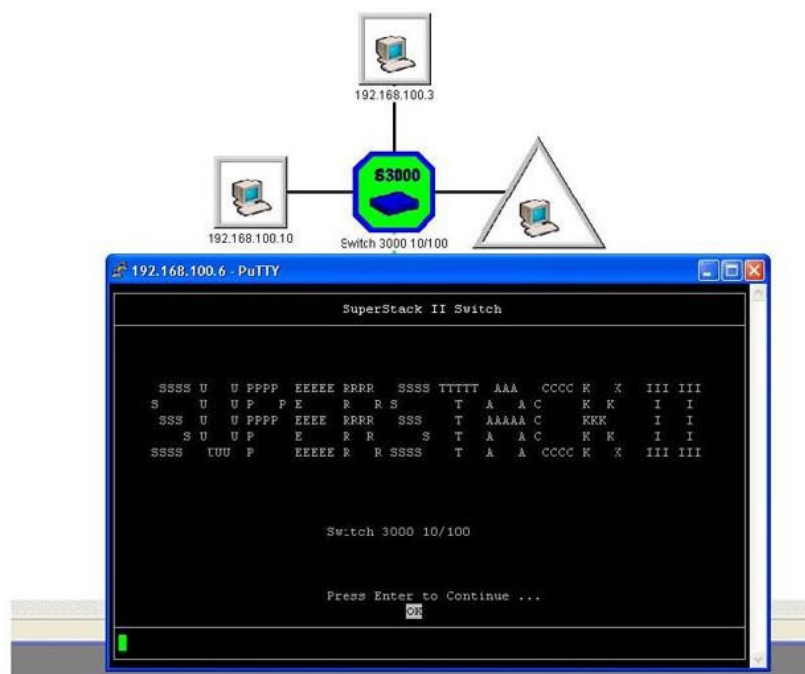 192.168.100.3
S3000
192.168.100.10
Switch 3000 10/100
192.168.100.6 - PuTTY
SuperStack II Switch
SSSS U   U PPPP  EEEEE RRRR   SSSS TTTTT  AAA   CCCC K   K   III III
S     U   U P   P E     R   R S       T   A   A C     K  K     I   I
SSS  U   U PPPP  EEEE  RRRR   SSS    T   AAAAA C     KKK      I   I
S U   U P     E     R  R      S   T   A   A C     K  K     I   I
SSSS   UUU  P     EEEEE R   R SSSS    T   A   A  CCCC K   K   III III
Switch 3000 10/100
Press Enter to Continue ...
OK